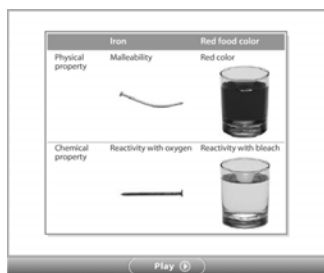 Iron Red food color
Physical property Malleability Red color
Chemical property Reactivity with oxygen Reactivity with bleach
Play